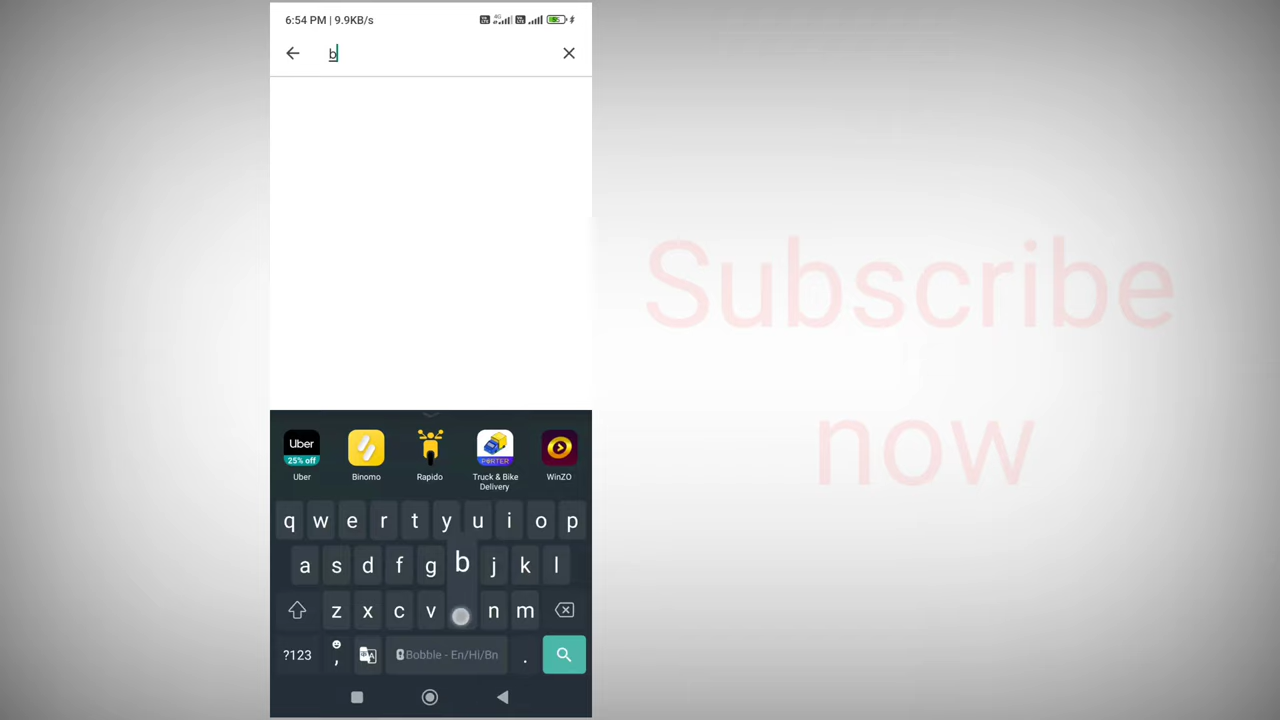 6:54 PM | 9.9KB/s
b
Subscribe
now
Uber
25% off
PORTER
Uber
Binomo
Rapido
Truck & Bike
Delivery
WinZO
q w e r t y u i o p
a s d f g b j k l
z x c v n m
?123 , Bobble - En/Hi/Bn .